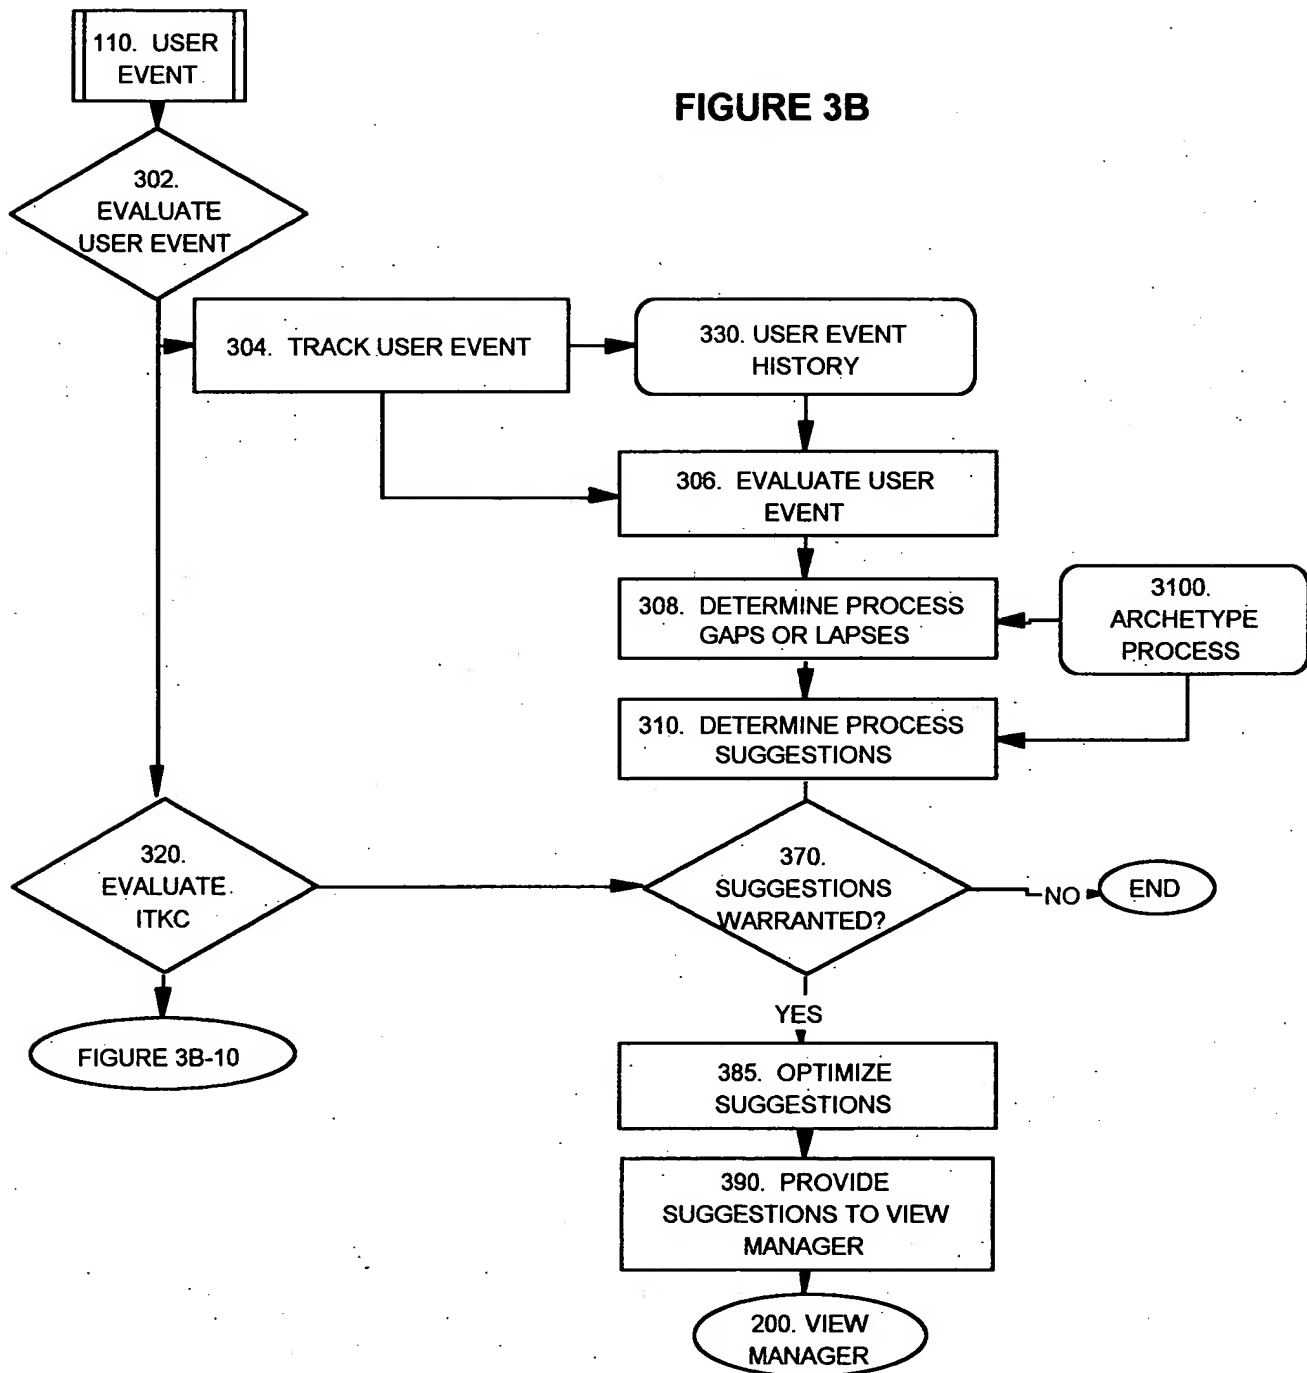 110. USER
EVENT
FIGURE 3B
302.
EVALUATE
USER EVENT
304. TRACK USER EVENT
330. USER EVENT
HISTORY
306. EVALUATE USER
EVENT
308. DETERMINE PROCESS
GAPS OR LAPSES
3100.
ARCHETYPE
PROCESS
310. DETERMINE PROCESS
SUGGESTIONS
320.
EVALUATE
ITKC
370.
SUGGESTIONS
WARRANTED?
NO
END
YES
FIGURE 3B-10
385. OPTIMIZE
SUGGESTIONS
390. PROVIDE
SUGGESTIONS TO VIEW
MANAGER
200. VIEW
MANAGER